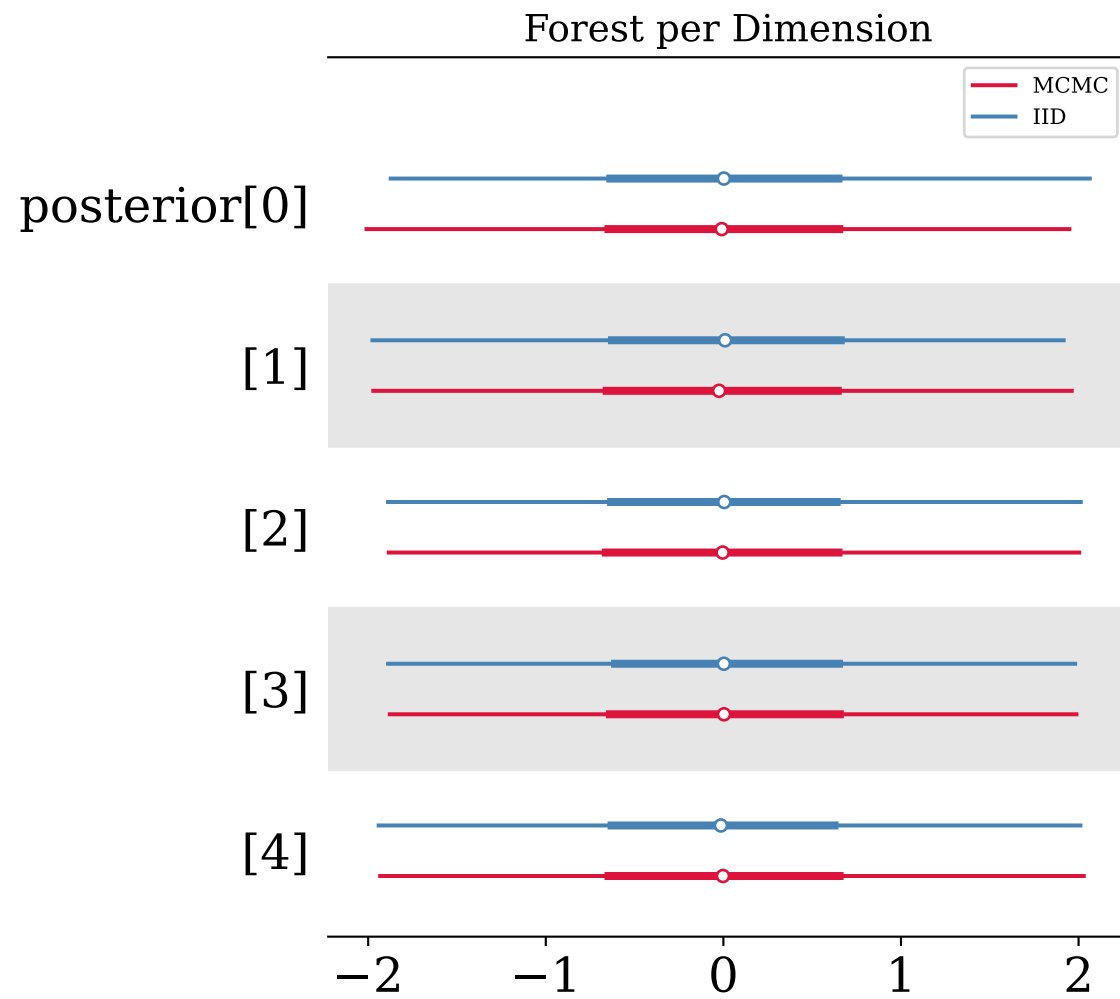 Forest per Dimension
MCMC
IID
posterior[0]
[1]
[2]
[3]
[4]
−2 −1 0 1 2